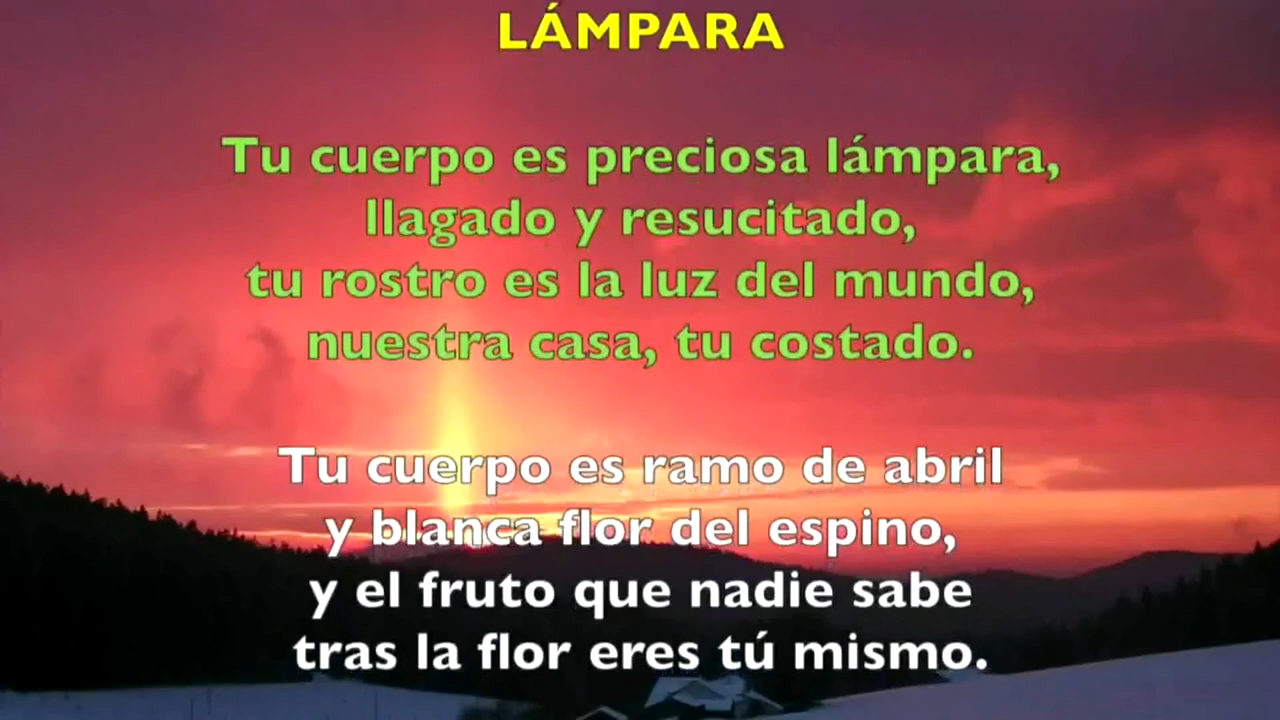 LÁMPARA
Tu cuerpo es preciosa lámpara,
llagado y resucitado,
tu rostro es la luz del mundo,
nuestra casa, tu costado.
Tu cuerpo es ramo de abril
y blanca flor del espino,
y el fruto que nadie sabe
tras la flor eres tú mismo.